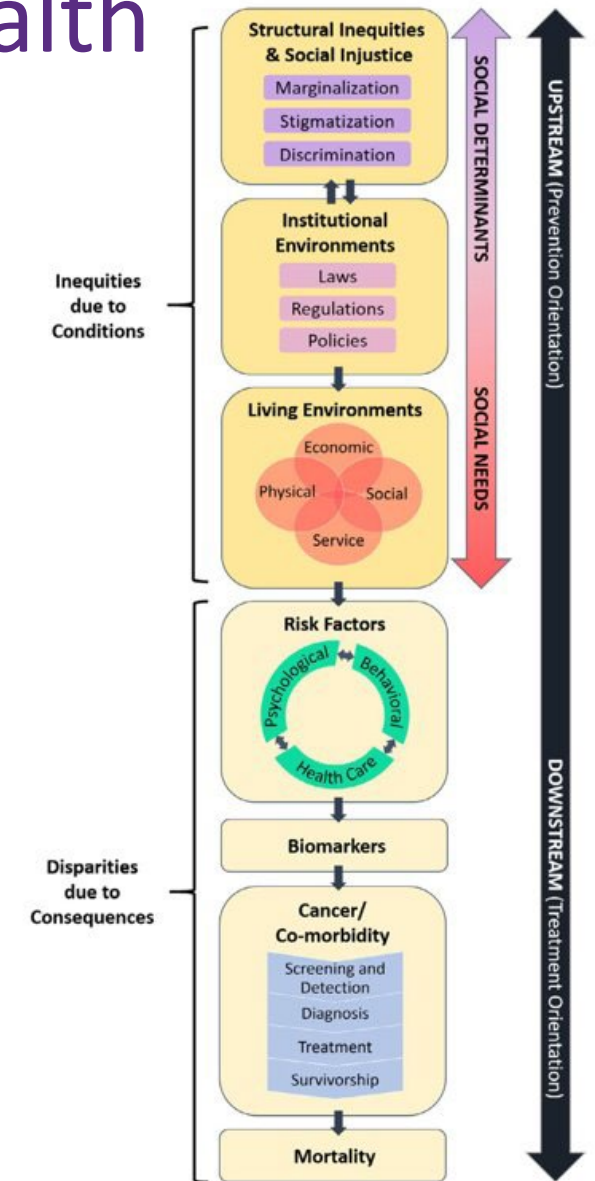 alth
Structural Inequities
& Social Injustice
Marginalization
Stigmatization
Discrimination
Institutional
Environments
Laws
Regulations
Policies
Living Environments
Economic
Physical
Social
Service
Inequities
due to
Conditions
SOCIAL DETERMINANTS
SOCIAL NEEDS
UPSTREAM (Prevention Orientation)
Risk Factors
Psychological
Behavioral
Health Care
Biomarkers
Disparities
due to
Consequences
Cancer/
Co-morbidity
Screening and
Detection
Diagnosis
Treatment
Survivorship
Mortality
DOWNSTREAM (Treatment Orientation)